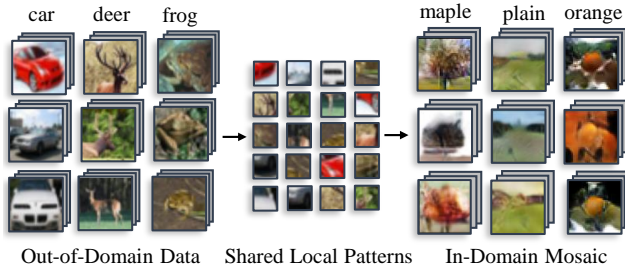 car deer frog maple plain orange
Out-of-Domain Data Shared Local Patterns In-Domain Mosaic